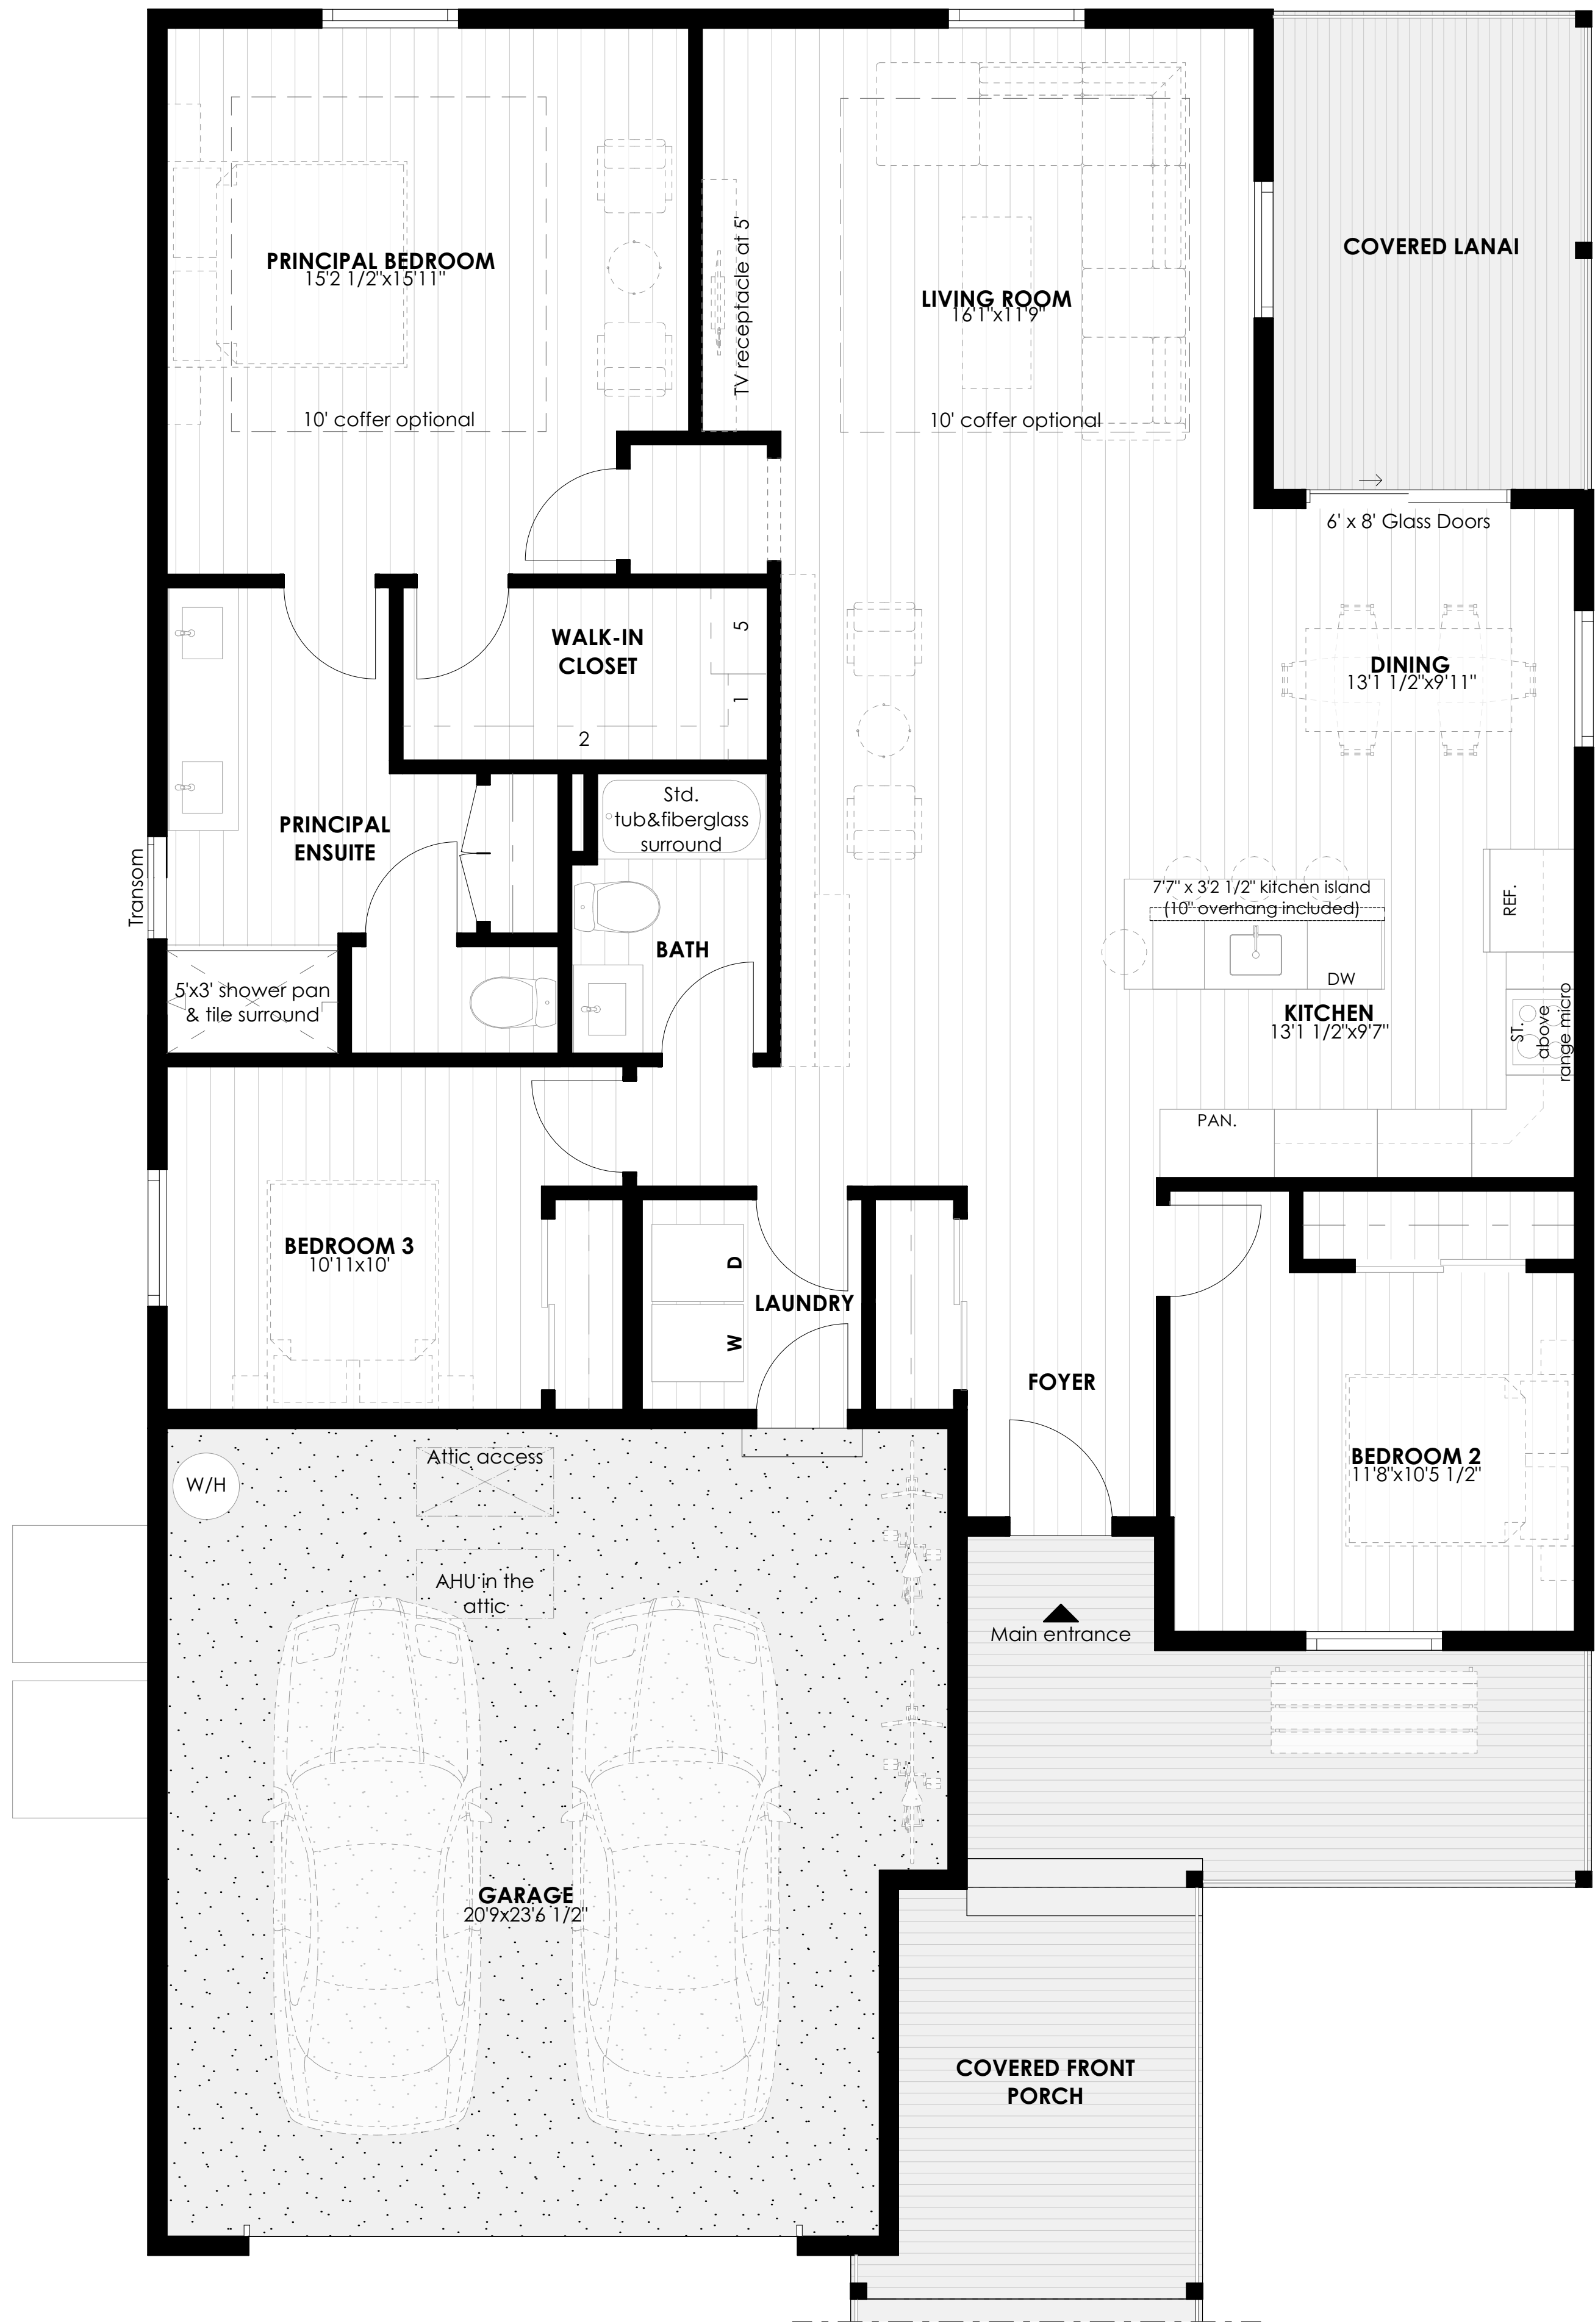 PRINCIPAL BEDROOM
15'2 1/2"x15'11"
10' coffer optional
TV receptacle at 5'
LIVING ROOM
16'1"x11'9"
10' coffer optional
COVERED LANAI
6' x 8' Glass Doors
WALK-IN
CLOSET
5
1
2
DINING
13'1 1/2"x9'11"
PRINCIPAL
ENSUITE
Transom
Std.
tub&fiberglass
surround
BATH
5'x3' shower pan
& tile surround
7'7" x 3'2 1/2" kitchen island
(10" overhang included)
DW
KITCHEN
13'1 1/2"x9'7"
REF.
ST.
above
range micro
PAN.
BEDROOM 3
10'11x10'
D
W
LAUNDRY
FOYER
BEDROOM 2
11'8"x10'5 1/2"
W/H
Attic access
AHU in the
attic
Main entrance
GARAGE
20'9x23'6 1/2"
COVERED FRONT
PORCH